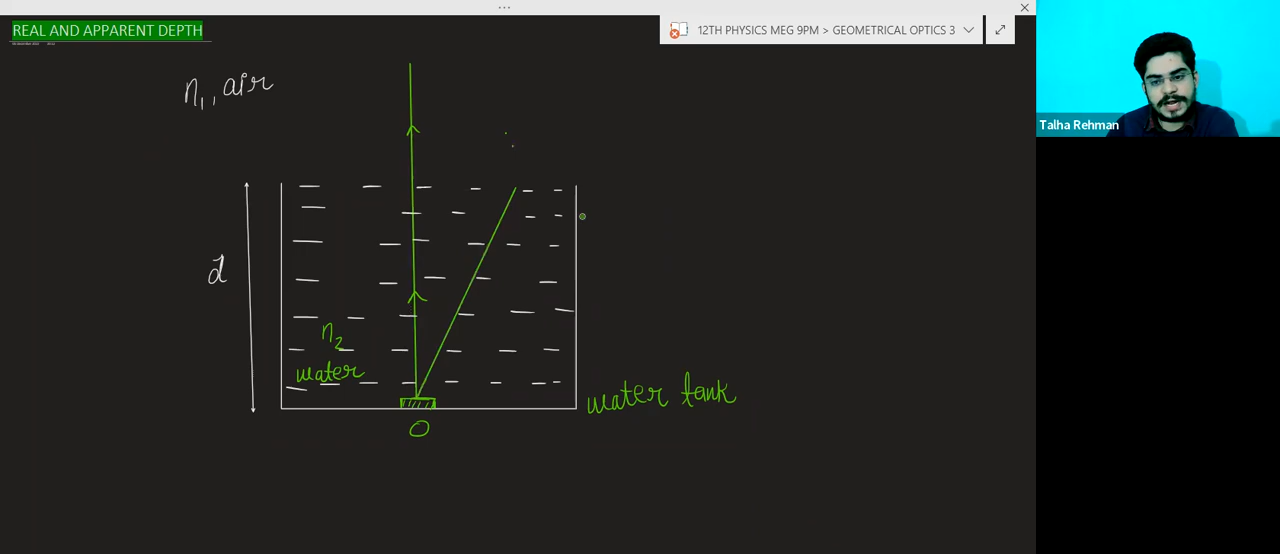 REAL AND APPARENT DEPTH
12TH PHYSICS MEG 9PM > GEOMETRICAL OPTICS 3
n₁, air
Talha Rehman
d
n₂
water
water tank
O